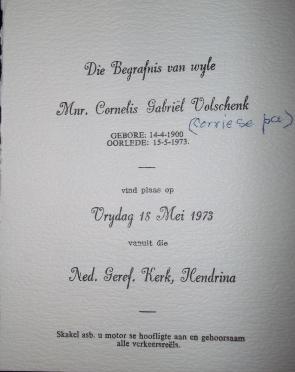 Die Begrafnis van wyle
Mnr. Cornelis Gabriël Volschenk
(Corrie se pa)
GEBORE: 14-4-1900
OORLEDE: 15-5-1973.
vind plaas op
Vrydag 18 Mei 1973
vanuit die
Ned. Geref. Kerk, Hendrina
Skakel asb. u motor se hoofligte aan en gehoorsaam
alle verkeersreëls.